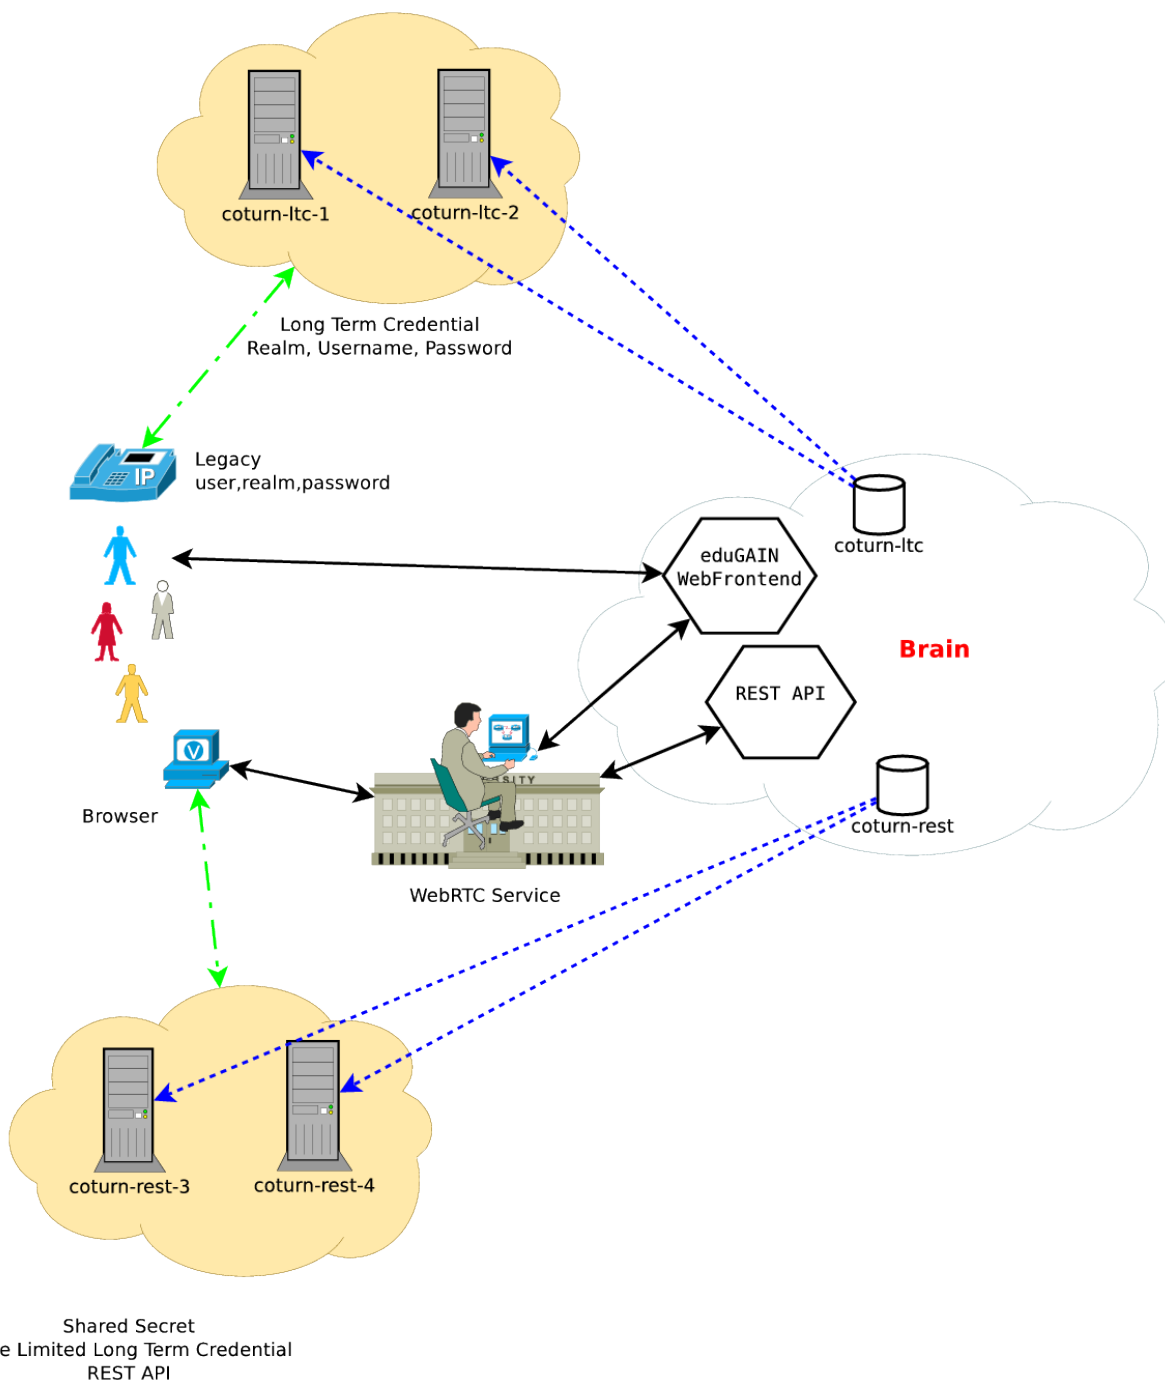 coturn-ltc-1
coturn-ltc-2
Long Term Credential
Realm, Username, Password
IP
Legacy
user,realm,password
coturn-ltc
eduGAIN
WebFrontend
Brain
REST API
V
SITY
Browser
coturn-rest
WebRTC Service
coturn-rest-3
coturn-rest-4
Shared Secret
e Limited Long Term Credential
REST API